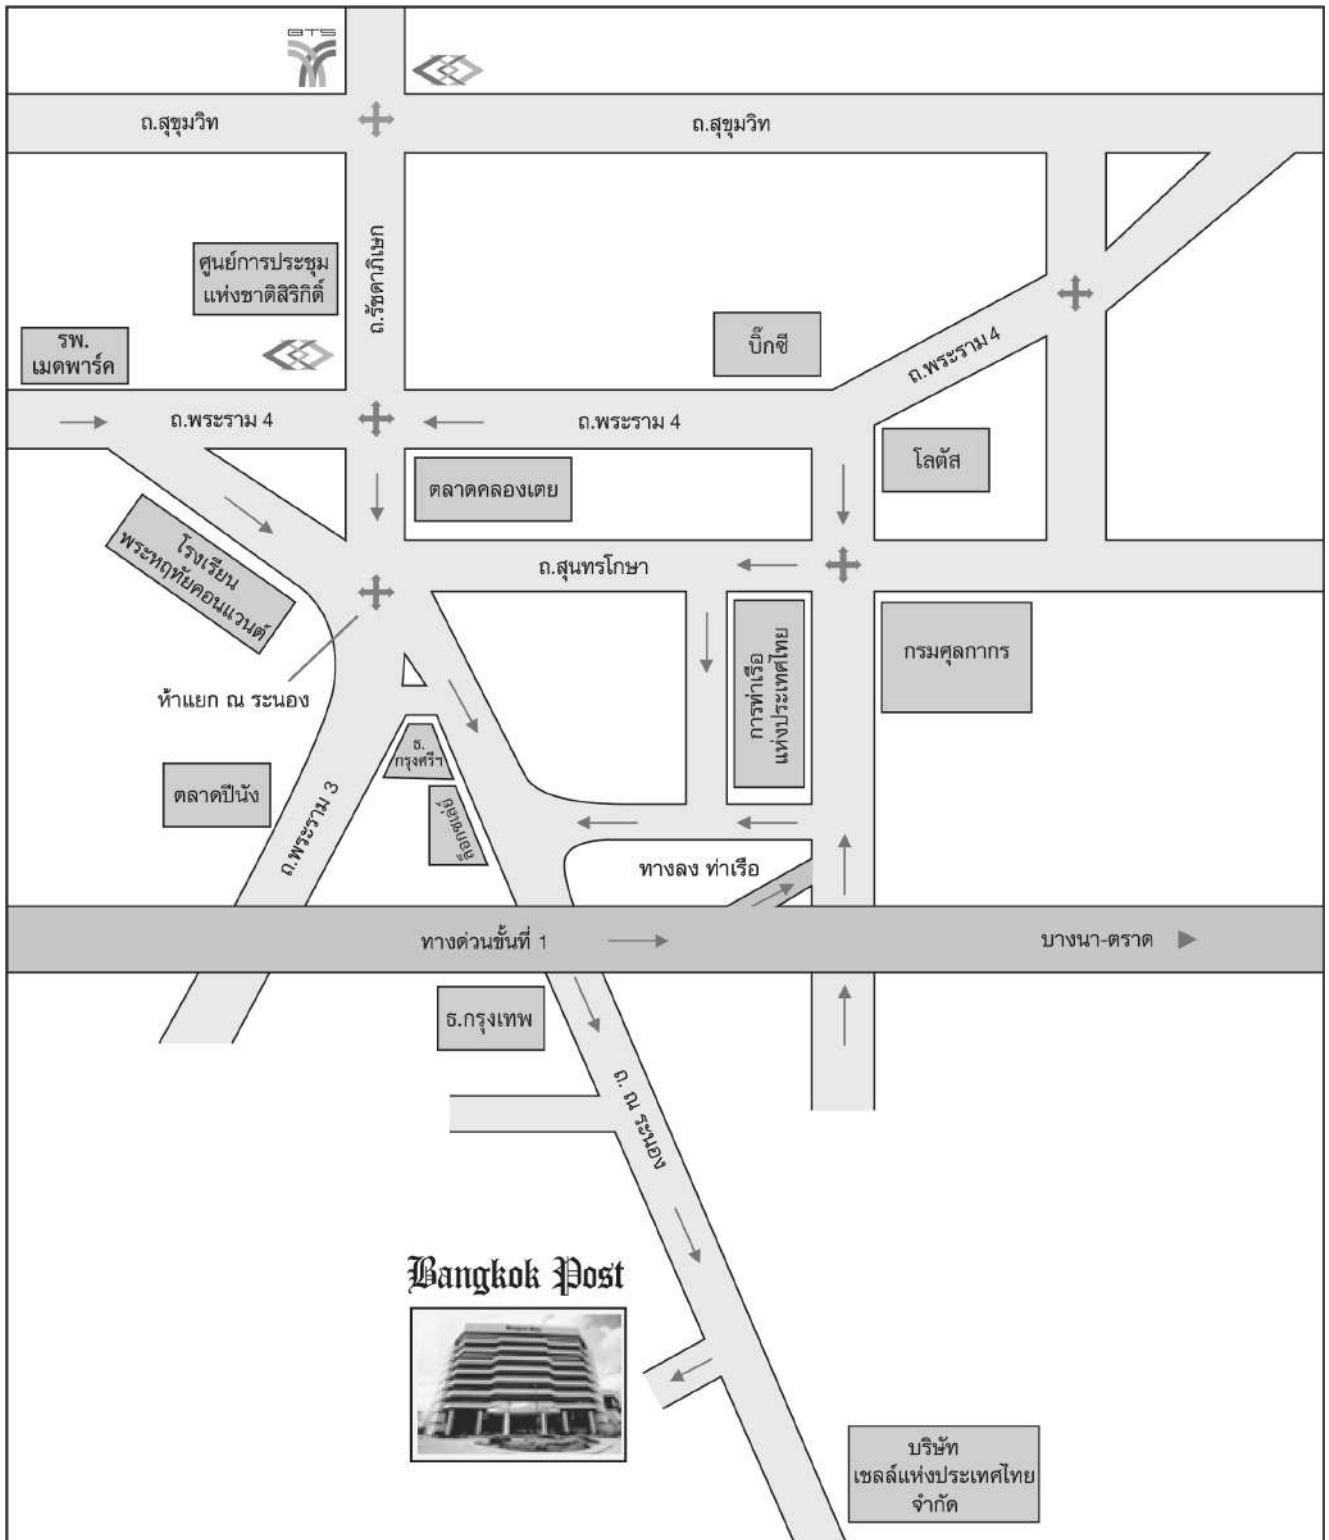 BTS
ถ.สุขุมวิท
ถ.สุขุมวิท
ถ.รัชดาภิเษก
ศูนย์การประชุม
แห่งชาติสิริกิติ์
รพ.
เมดพาร์ค
บิ๊กซี
ถ.พระราม 4
ถ.พระราม 4
ถ.พระราม 4
โลตัส
ตลาดคลองเตย
โรงเรียน
พระหฤทัยคอนแวนต์
ถ.สุนทรโกษา
การท่าเรือ
แห่งประเทศไทย
กรมศุลกากร
ห้าแยก ณ ระนอง
ธ.
กรุงศรีฯ
ตลาดปีนัง
ถ.พระราม 3
ล็อกซเล่ย์
ทางลง ท่าเรือ
ทางด่วนขั้นที่ 1
บางนา-ตราด
ธ.กรุงเทพ
ถ. ณ ระนอง
Bangkok Post
บริษัท
เชลล์แห่งประเทศไทย
จำกัด